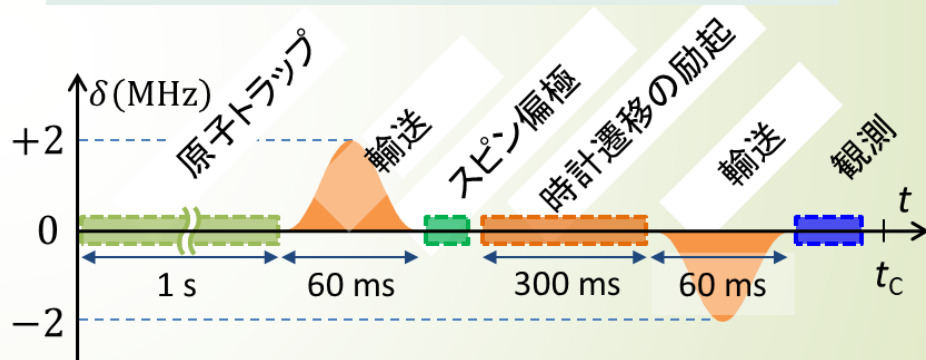 原子トラップ
輸送
スピン偏極
時計遷移の励起
輸送
観測
δ(MHz)
+2
0
−2
t
t_C
1 s
60 ms
300 ms
60 ms